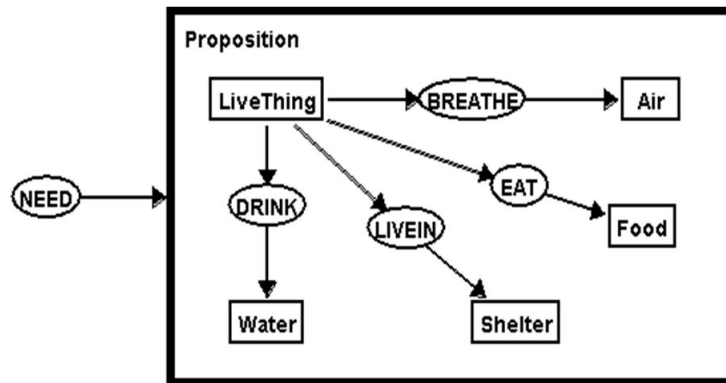 Proposition
LiveThing
BREATHE
Air
NEED
DRINK
LIVEIN
EAT
Food
Water
Shelter